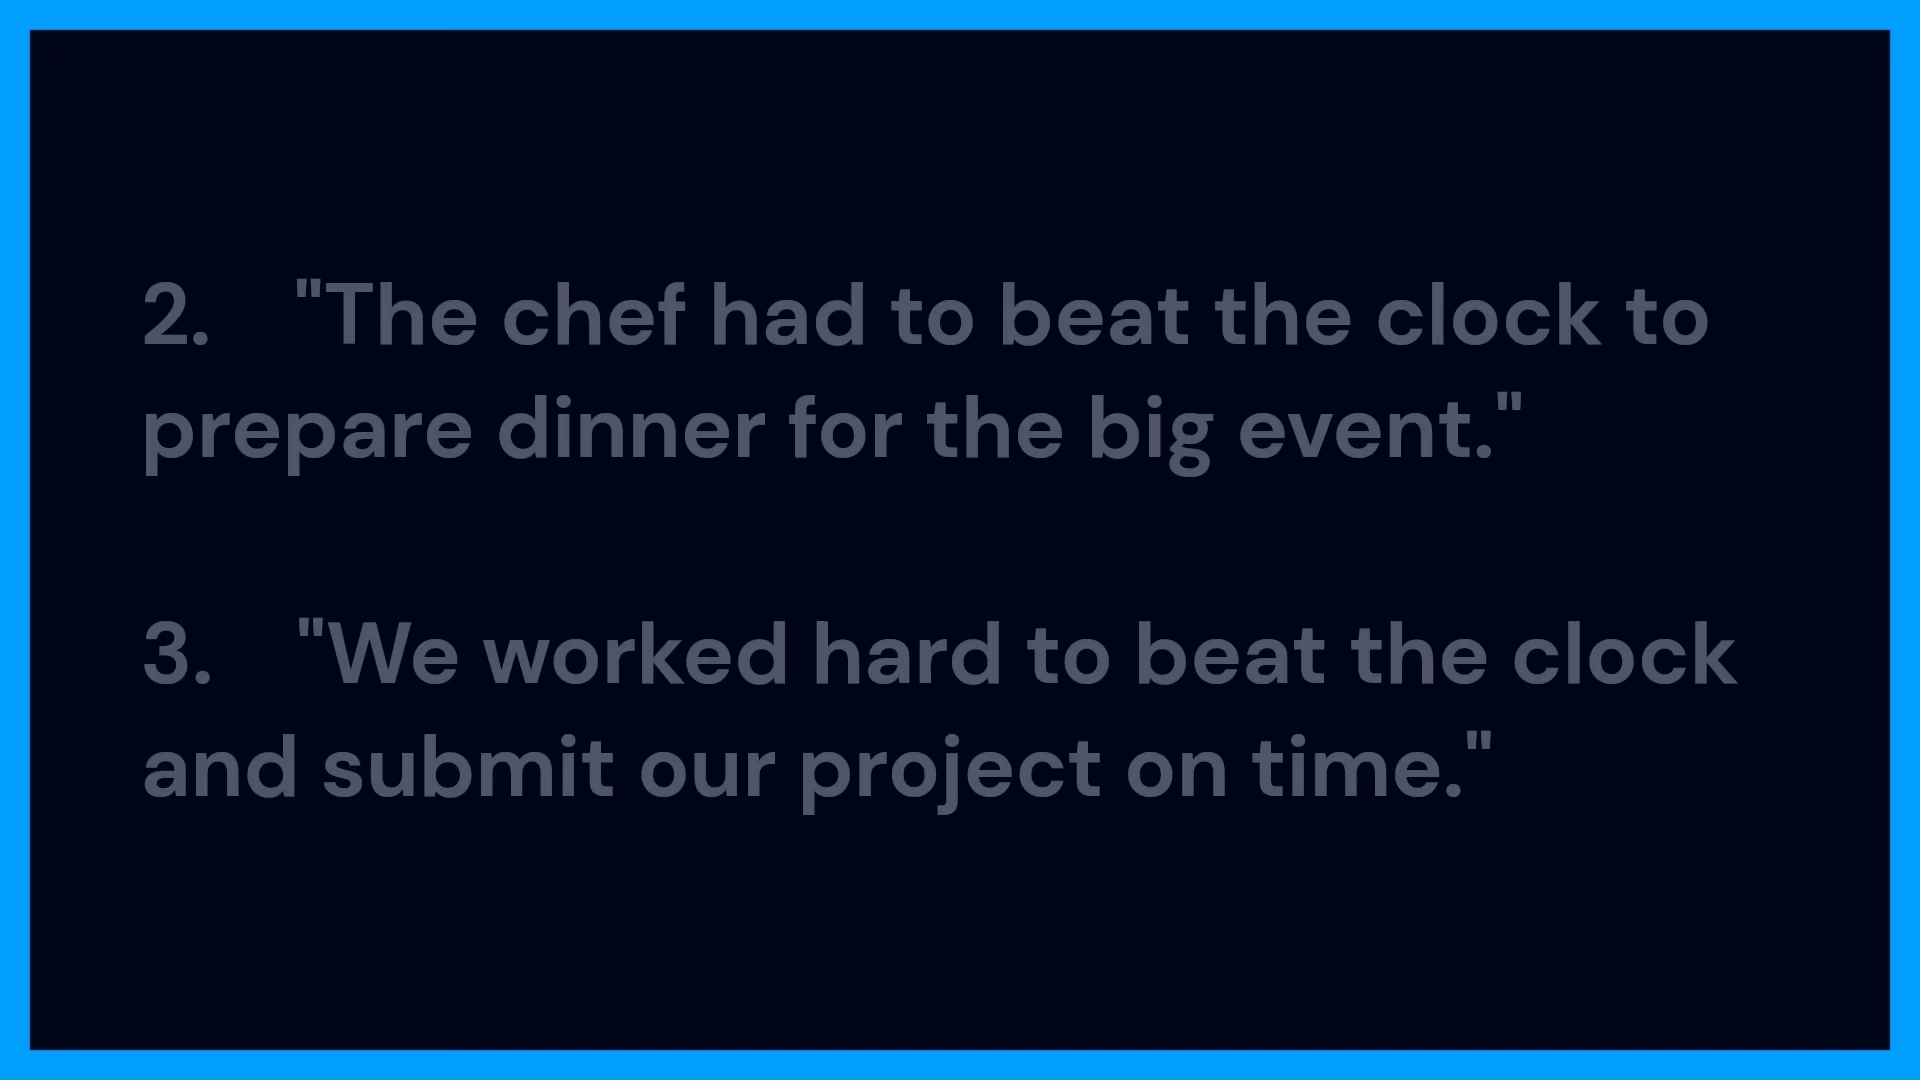 2. "The chef had to beat the clock to
prepare dinner for the big event."
3. "We worked hard to beat the clock
and submit our project on time."